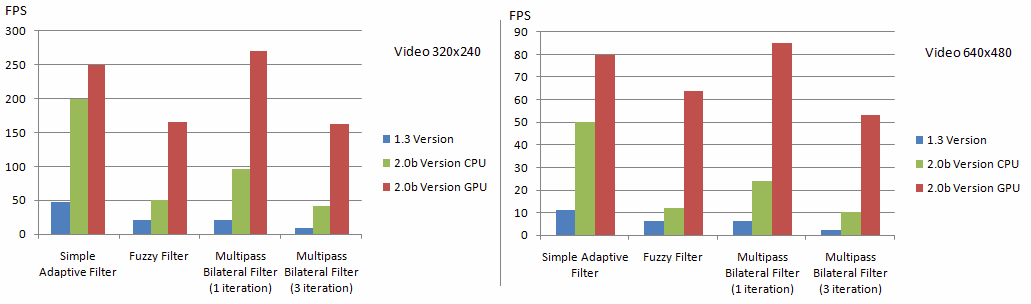 FPS
300
250
200
150
100
50
0
Video 320x240
1.3 Version
2.0b Version CPU
2.0b Version GPU
Simple
Adaptive Filter
Fuzzy Filter
Multipass
Bilateral Filter
(1 iteration)
Multipass
Bilateral Filter
(3 iteration)
FPS
90
80
70
60
50
40
30
20
10
0
Video 640x480
1.3 Version
2.0b Version CPU
2.0b Version GPU
Simple Adaptive
Filter
Fuzzy Filter
Multipass
Bilateral Filter
(1 iteration)
Multipass
Bilateral Filter
(3 iteration)